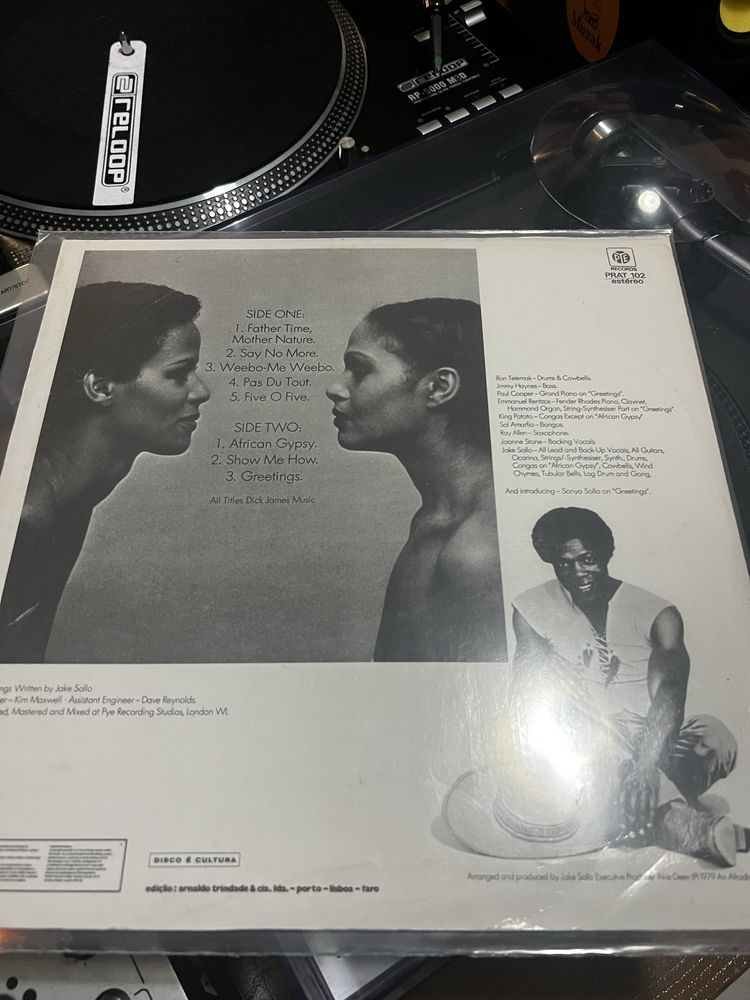 Muzak
reloop
RELOOP
RP-5000 MK3
PYE
RECORDS
PRAT 102
estéreo
SIDE ONE:
1. Father Time,
Mother Nature.
2. Say No More.
3. Weebo-Me Weebo.
4. Pas Du Tout.
5. Five O Five.
SIDE TWO:
1. African Gypsy.
2. Show Me How.
3. Greetings.
All Titles Dick James Music
Ron Telemak – Drums & Cowbells.
Jimmy Haynes – Bass.
Paul Cooper – Grand Piano on "Greetings".
Emmanuel Rentzos – Fender Rhodes Piano, Clavinet,
Hammond Organ, String-Synthesiser Part on "Greetings".
King Patato – Congas Except on "African Gypsy"
Sol Amarfio – Bongos.
Ray Allen – Saxophone.
Joanne Stone – Backing Vocals.
Jake Sollo – All Lead and Back-Up Vocals, All Guitars,
Ocarina, Strings/-Synthesiser, Synth., Drums,
Congas on "African Gypsy", Cowbells, Wind
Chymes, Tubular Bells, Log Drum and Gong,
And introducing – Sonya Sollo on "Greetings".
Written by Jake Sollo
Kim Maxwell · Assistant Engineer – Dave Reynolds.
Mastered and Mixed at Pye Recording Studios, London W1.
DISCO É CULTURA
edição: arnaldo trindade & cia. lda. – porto – lisboa – faro
Arranged and produced by Jake Sollo Executive Producer Akie Deen (P) 1979 An